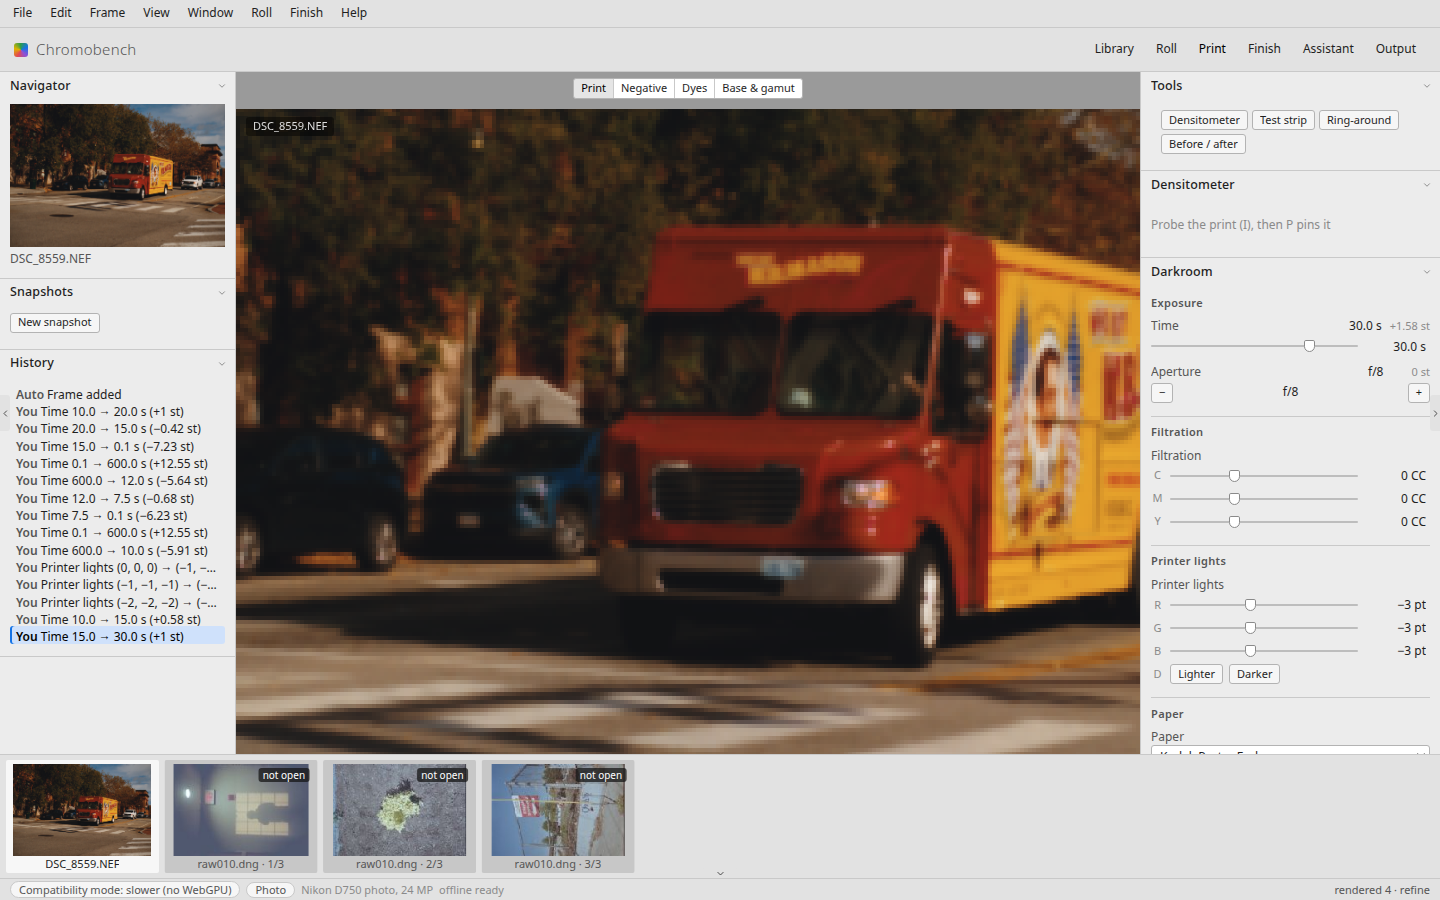 File Edit Frame View Window Roll Finish Help
Chromobench
Library Roll Print Finish Assistant Output
Navigator
DSC_8559.NEF
Snapshots
New snapshot
History
Auto Frame added
You Time 10.0 → 20.0 s (+1 st)
You Time 20.0 → 15.0 s (−0.42 st)
You Time 15.0 → 0.1 s (−7.23 st)
You Time 0.1 → 600.0 s (+12.55 st)
You Time 600.0 → 12.0 s (−5.64 st)
You Time 12.0 → 7.5 s (−0.68 st)
You Time 7.5 → 0.1 s (−6.23 st)
You Time 0.1 → 600.0 s (+12.55 st)
You Time 600.0 → 10.0 s (−5.91 st)
You Printer lights (0, 0, 0) → (−1, −...
You Printer lights (−1, −1, −1) → (−...
You Printer lights (−2, −2, −2) → (−...
You Time 10.0 → 15.0 s (+0.58 st)
You Time 15.0 → 30.0 s (+1 st)
Print Negative Dyes Base & gamut
DSC_8559.NEF
Tools
Densitometer Test strip Ring-around
Before / after
Densitometer
Probe the print (I), then P pins it
Darkroom
Exposure
Time 30.0 s +1.58 st
30.0 s
Aperture f/8 0 st
− f/8 +
Filtration
Filtration
C 0 CC
M 0 CC
Y 0 CC
Printer lights
Printer lights
R −3 pt
G −3 pt
B −3 pt
D Lighter Darker
Paper
Paper
DSC_8559.NEF
not open
raw010.dng · 1/3
not open
raw010.dng · 2/3
not open
raw010.dng · 3/3
Compatibility mode: slower (no WebGPU) Photo Nikon D750 photo, 24 MP offline ready
rendered 4 · refine